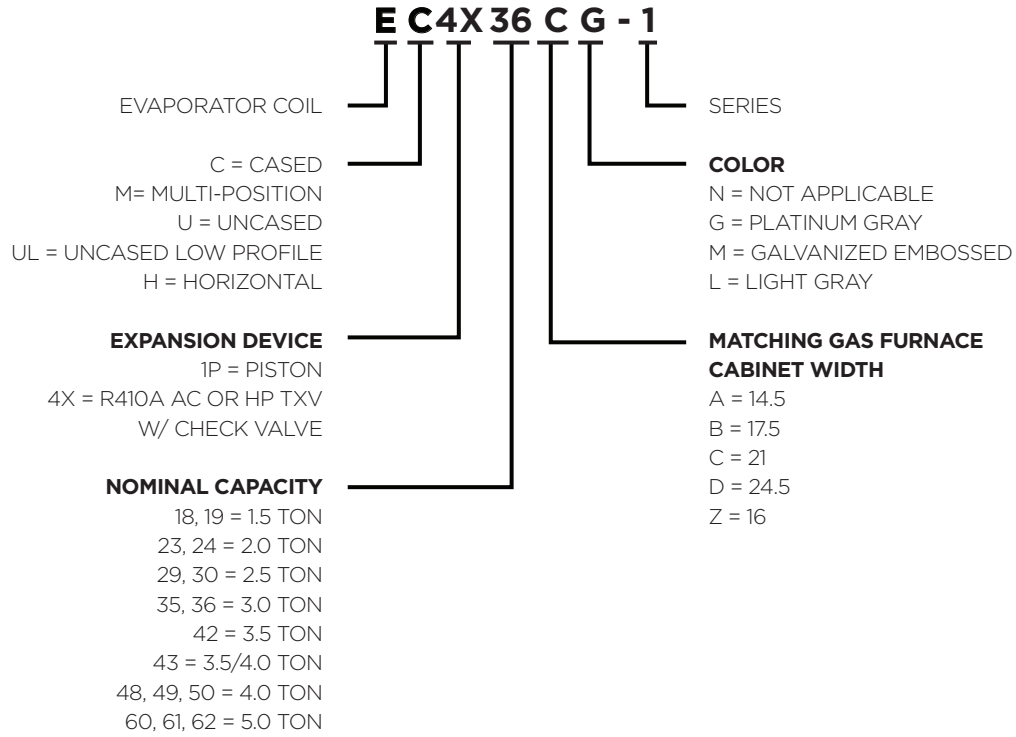 E C4X 36 C G - 1
EVAPORATOR COIL
C = CASED
M= MULTI-POSITION
U = UNCASED
UL = UNCASED LOW PROFILE
H = HORIZONTAL
EXPANSION DEVICE
1P = PISTON
4X = R410A AC OR HP TXV
W/ CHECK VALVE
NOMINAL CAPACITY
18, 19 = 1.5 TON
23, 24 = 2.0 TON
29, 30 = 2.5 TON
35, 36 = 3.0 TON
42 = 3.5 TON
43 = 3.5/4.0 TON
48, 49, 50 = 4.0 TON
60, 61, 62 = 5.0 TON
SERIES
COLOR
N = NOT APPLICABLE
G = PLATINUM GRAY
M = GALVANIZED EMBOSSED
L = LIGHT GRAY
MATCHING GAS FURNACE
CABINET WIDTH
A = 14.5
B = 17.5
C = 21
D = 24.5
Z = 16